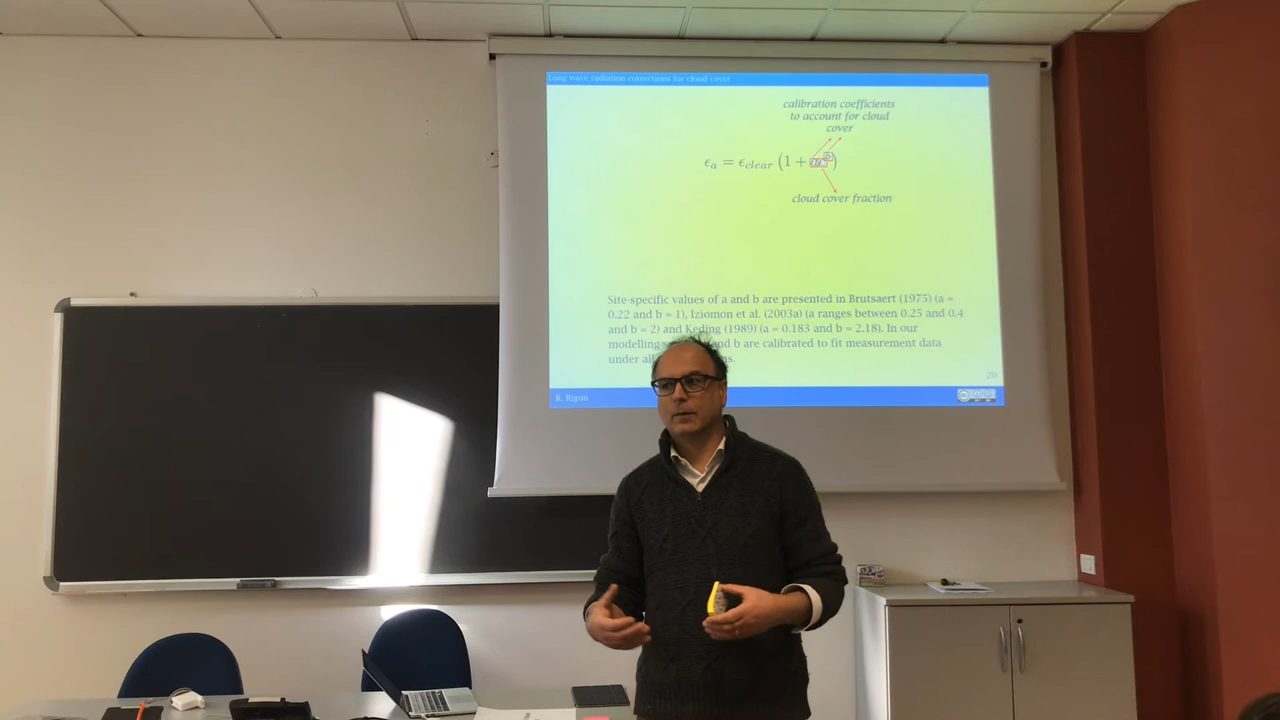 Long wave radiation corrections for cloud cover
calibration coefficients
to account for cloud
cover
ϵa = ϵclear (1 + ac^b)
cloud cover fraction
Site-specific values of a and b are presented in Brutsaert (1975) (a =
0.22 and b = 1), Iziomon et al. (2003a) (a ranges between 0.25 and 0.4
and b = 2) and Keding (1989) (a = 0.183 and b = 2.18). In our
modelling and b are calibrated to fit measurement data
under
R. Rigon